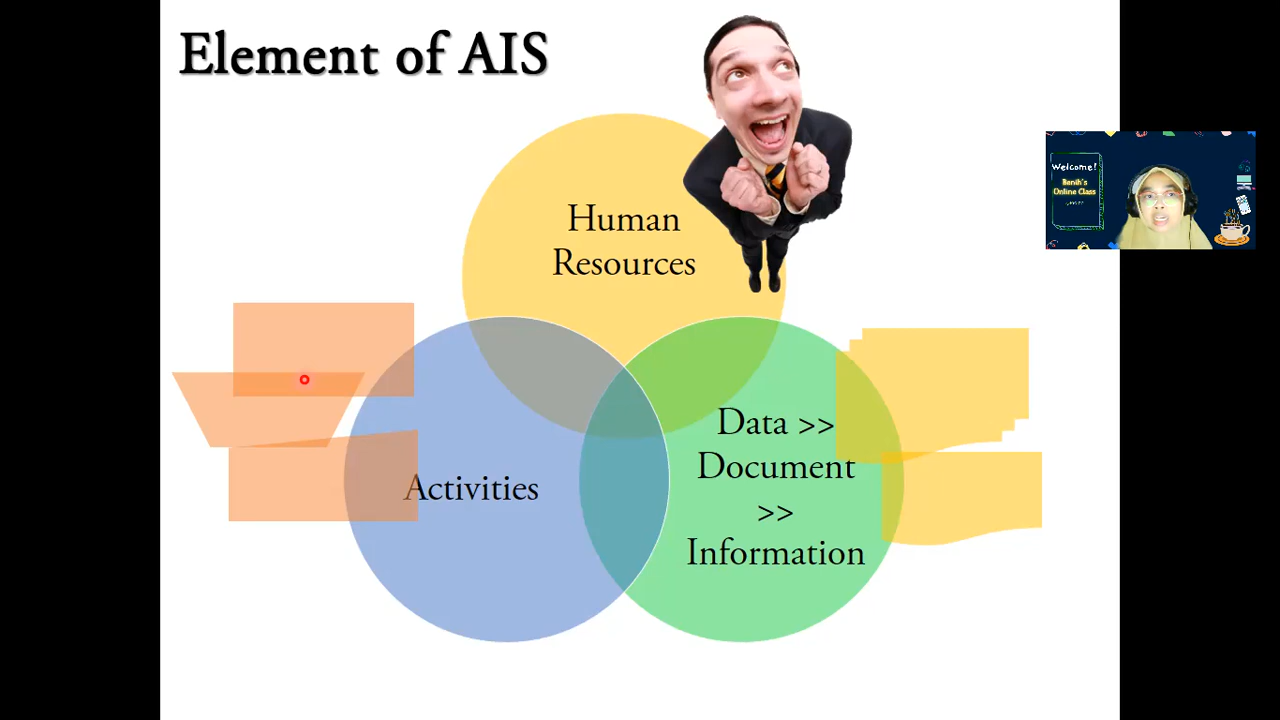 Element of AIS
Human
Resources
Activities
Data >>
Document
>>
Information
Welcome!
Benih's
Online Class